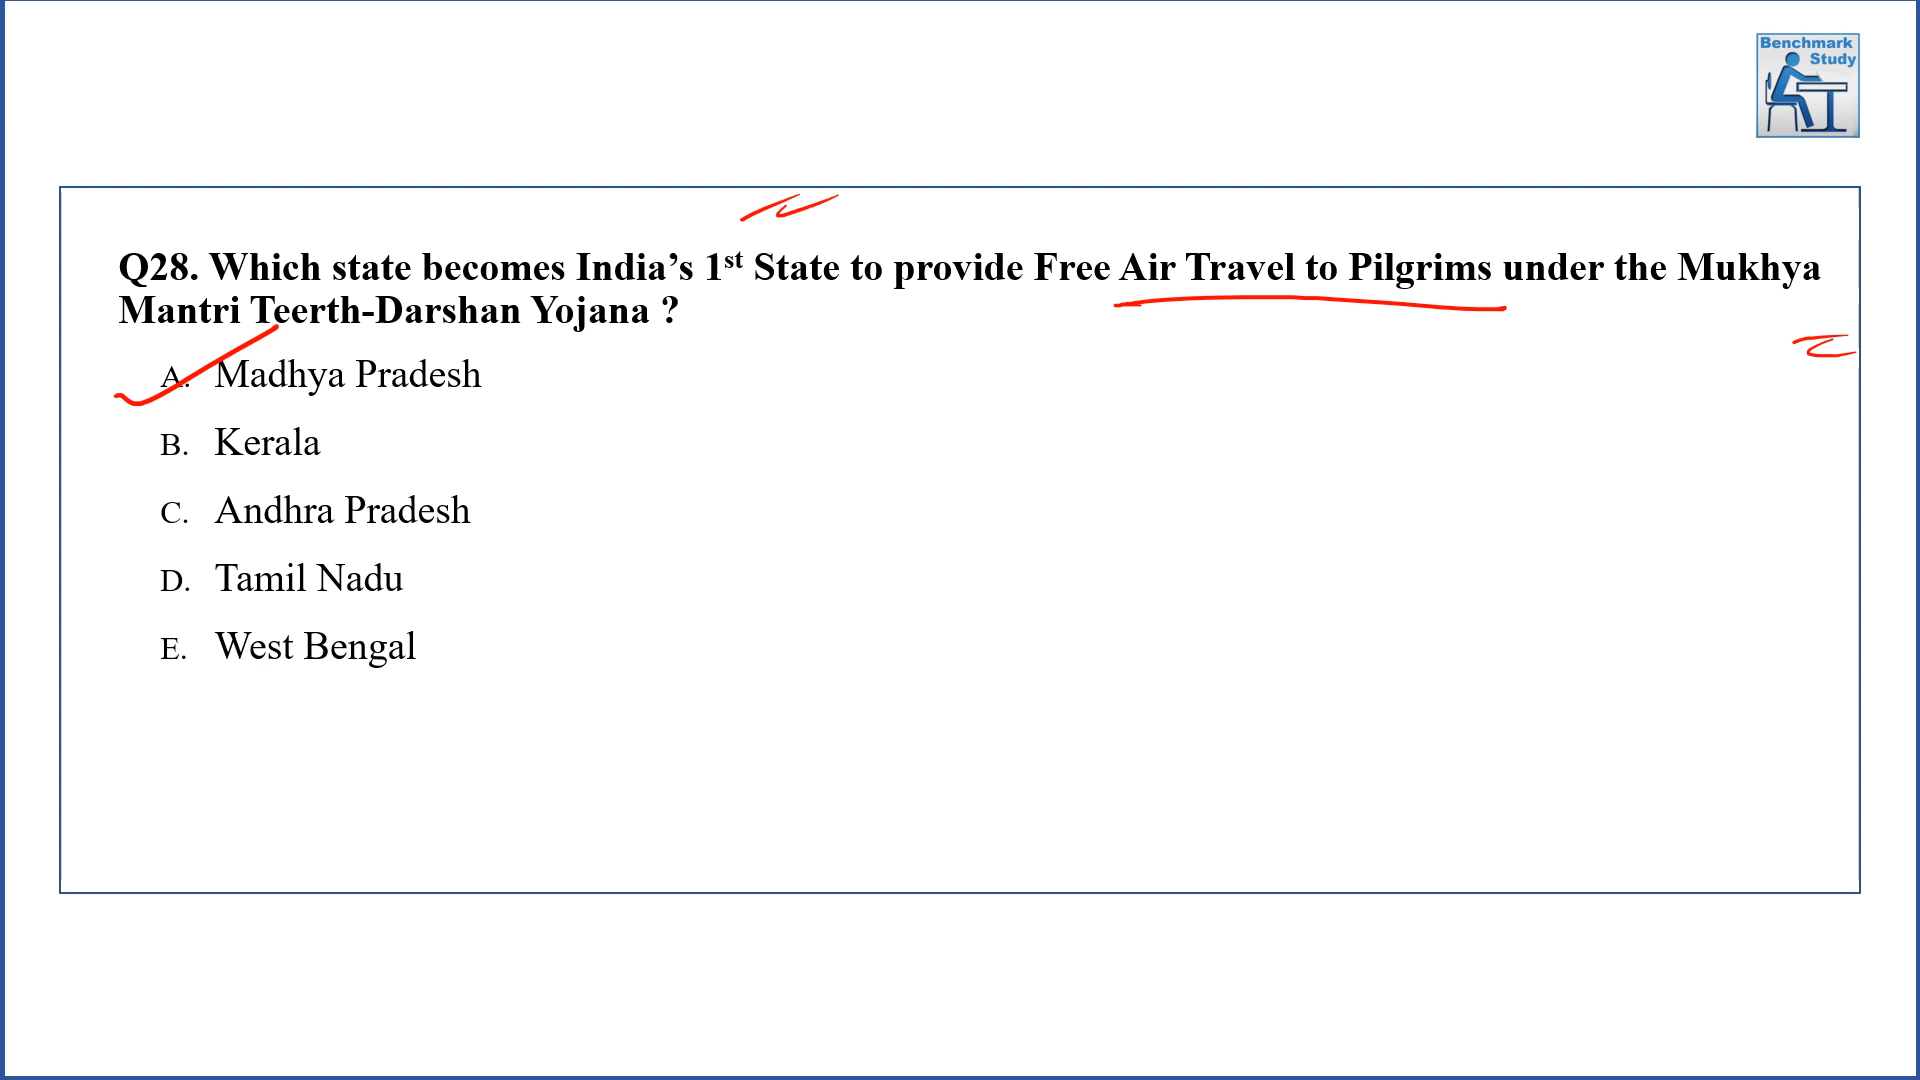 Benchmark
Study
Q28. Which state becomes India’s 1st State to provide Free Air Travel to Pilgrims under the Mukhya
Mantri Teerth-Darshan Yojana ?
A. Madhya Pradesh
B. Kerala
C. Andhra Pradesh
D. Tamil Nadu
E. West Bengal